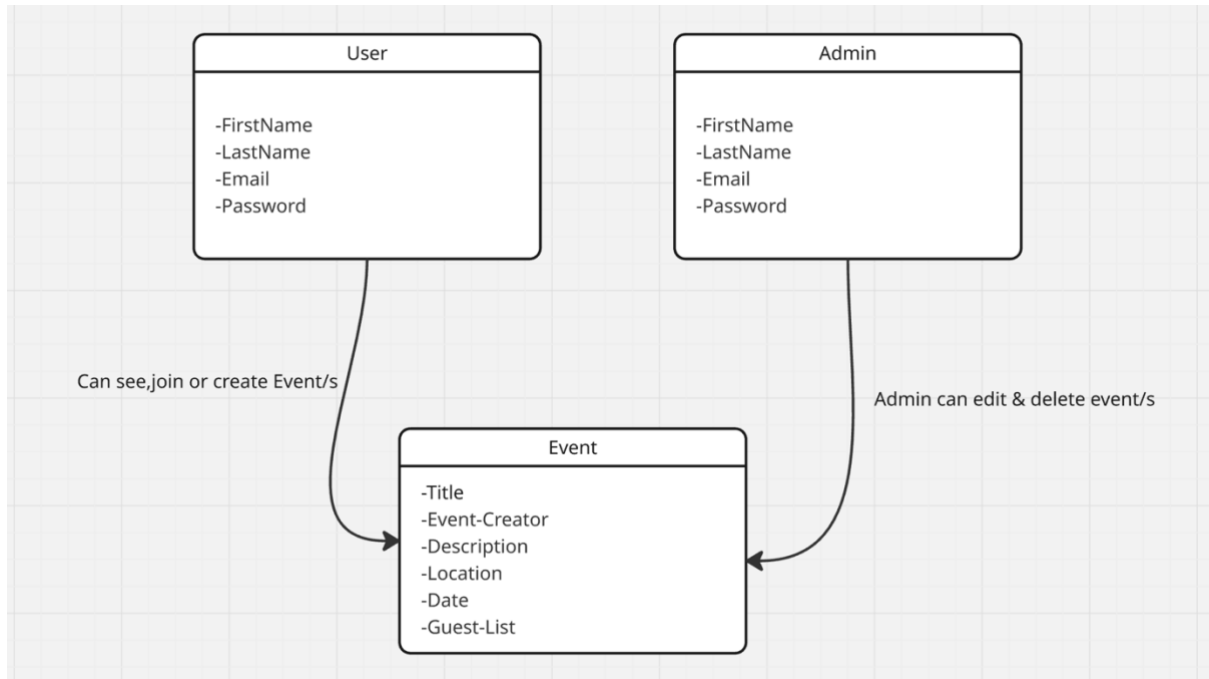 User
-FirstName
-LastName
-Email
-Password
Admin
-FirstName
-LastName
-Email
-Password
Can see,join or create Event/s
Admin can edit & delete event/s
Event
-Title
-Event-Creator
-Description
-Location
-Date
-Guest-List